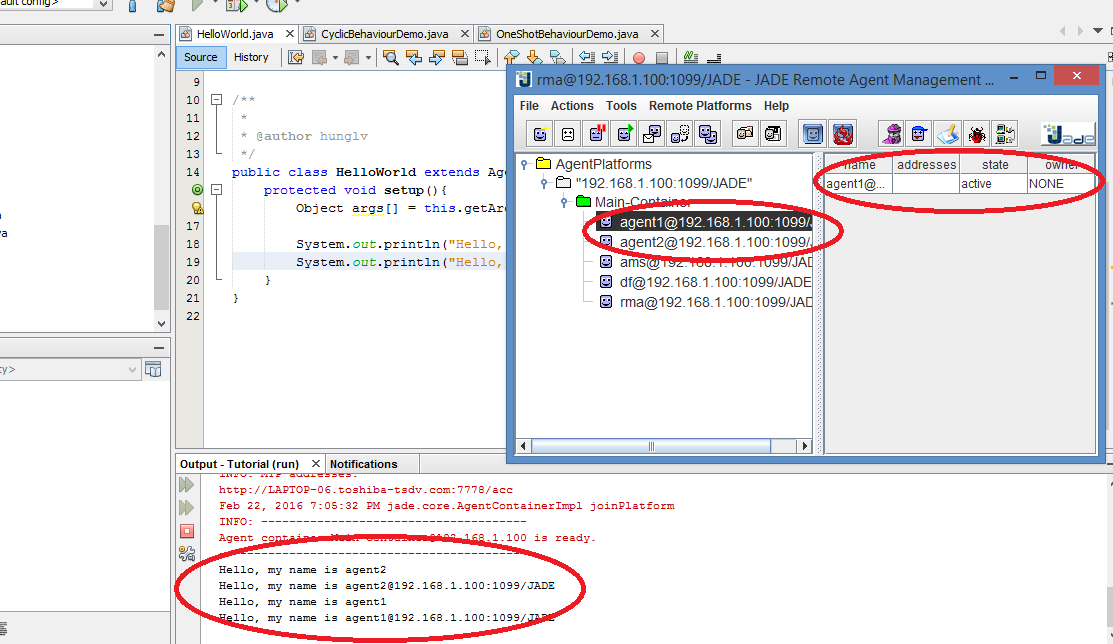 ault config>
HelloWorld.java
CyclicBehaviourDemo.java
OneShotBehaviourDemo.java
Source
History
9
10 /**
11 *
12 * @author hunglv
13 */
14 public class HelloWorld extends Age
protected void setup(){
Object args[] = this.getAr
17
18 System.out.println("Hello,
19 System.out.println("Hello,
20 }
21 }
22
va
ty>
rma@192.168.1.100:1099/JADE - JADE Remote Agent Management ...
File Actions Tools Remote Platforms Help
Jade
AgentPlatforms
"192.168.1.100:1099/JADE"
Main-Container
agent1@192.168.1.100:1099/J
agent2@192.168.1.100:1099/J
ams@192.168.1.100:1099/JAD
df@192.168.1.100:1099/JADE
rma@192.168.1.100:1099/JAD
name addresses state owner
agent1@... active NONE
Output - Tutorial (run)
Notifications
INFO: MTP addresses:
http://LAPTOP-06.toshiba-tsdv.com:7778/acc
Feb 22, 2016 7:05:32 PM jade.core.AgentContainerImpl joinPlatform
INFO: --------------------------------------
Agent container Main-Container@192.168.1.100 is ready.
--------------------------------------------
Hello, my name is agent2
Hello, my name is agent2@192.168.1.100:1099/JADE
Hello, my name is agent1
Hello, my name is agent1@192.168.1.100:1099/JADE